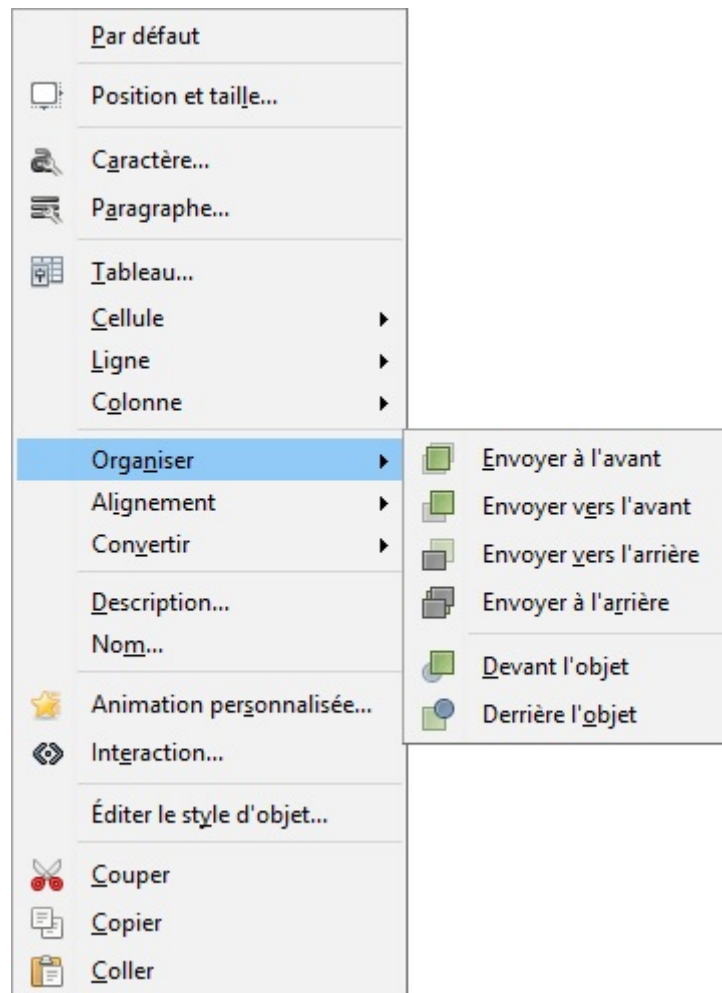 Par défaut
Position et taille...
Caractère...
Paragraphe...
Tableau...
Cellule
Ligne
Colonne
Organiser
Alignement
Convertir
Description...
Nom...
Animation personnalisée...
Interaction...
Éditer le style d'objet...
Couper
Copier
Coller
Envoyer à l'avant
Envoyer vers l'avant
Envoyer vers l'arrière
Envoyer à l'arrière
Devant l'objet
Derrière l'objet